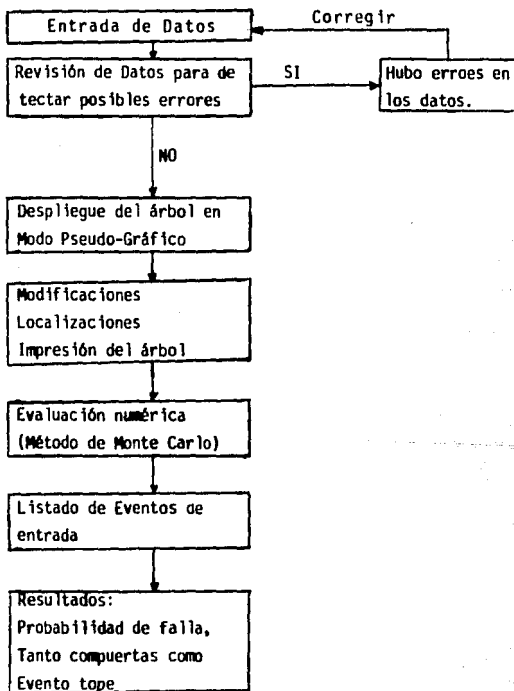 Entrada de Datos
Corregir
Revisión de Datos para de
tectar posibles errores
SI
Hubo erroes en
los datos.
NO
Despliegue del árbol en
Modo Pseudo-Gráfico
Modificaciones
Localizaciones
Impresión del árbol
Evaluación numérica
(Método de Monte Carlo)
Listado de Eventos de
entrada
Resultados:
Probabilidad de falla,
Tanto compuertas como
Evento tope